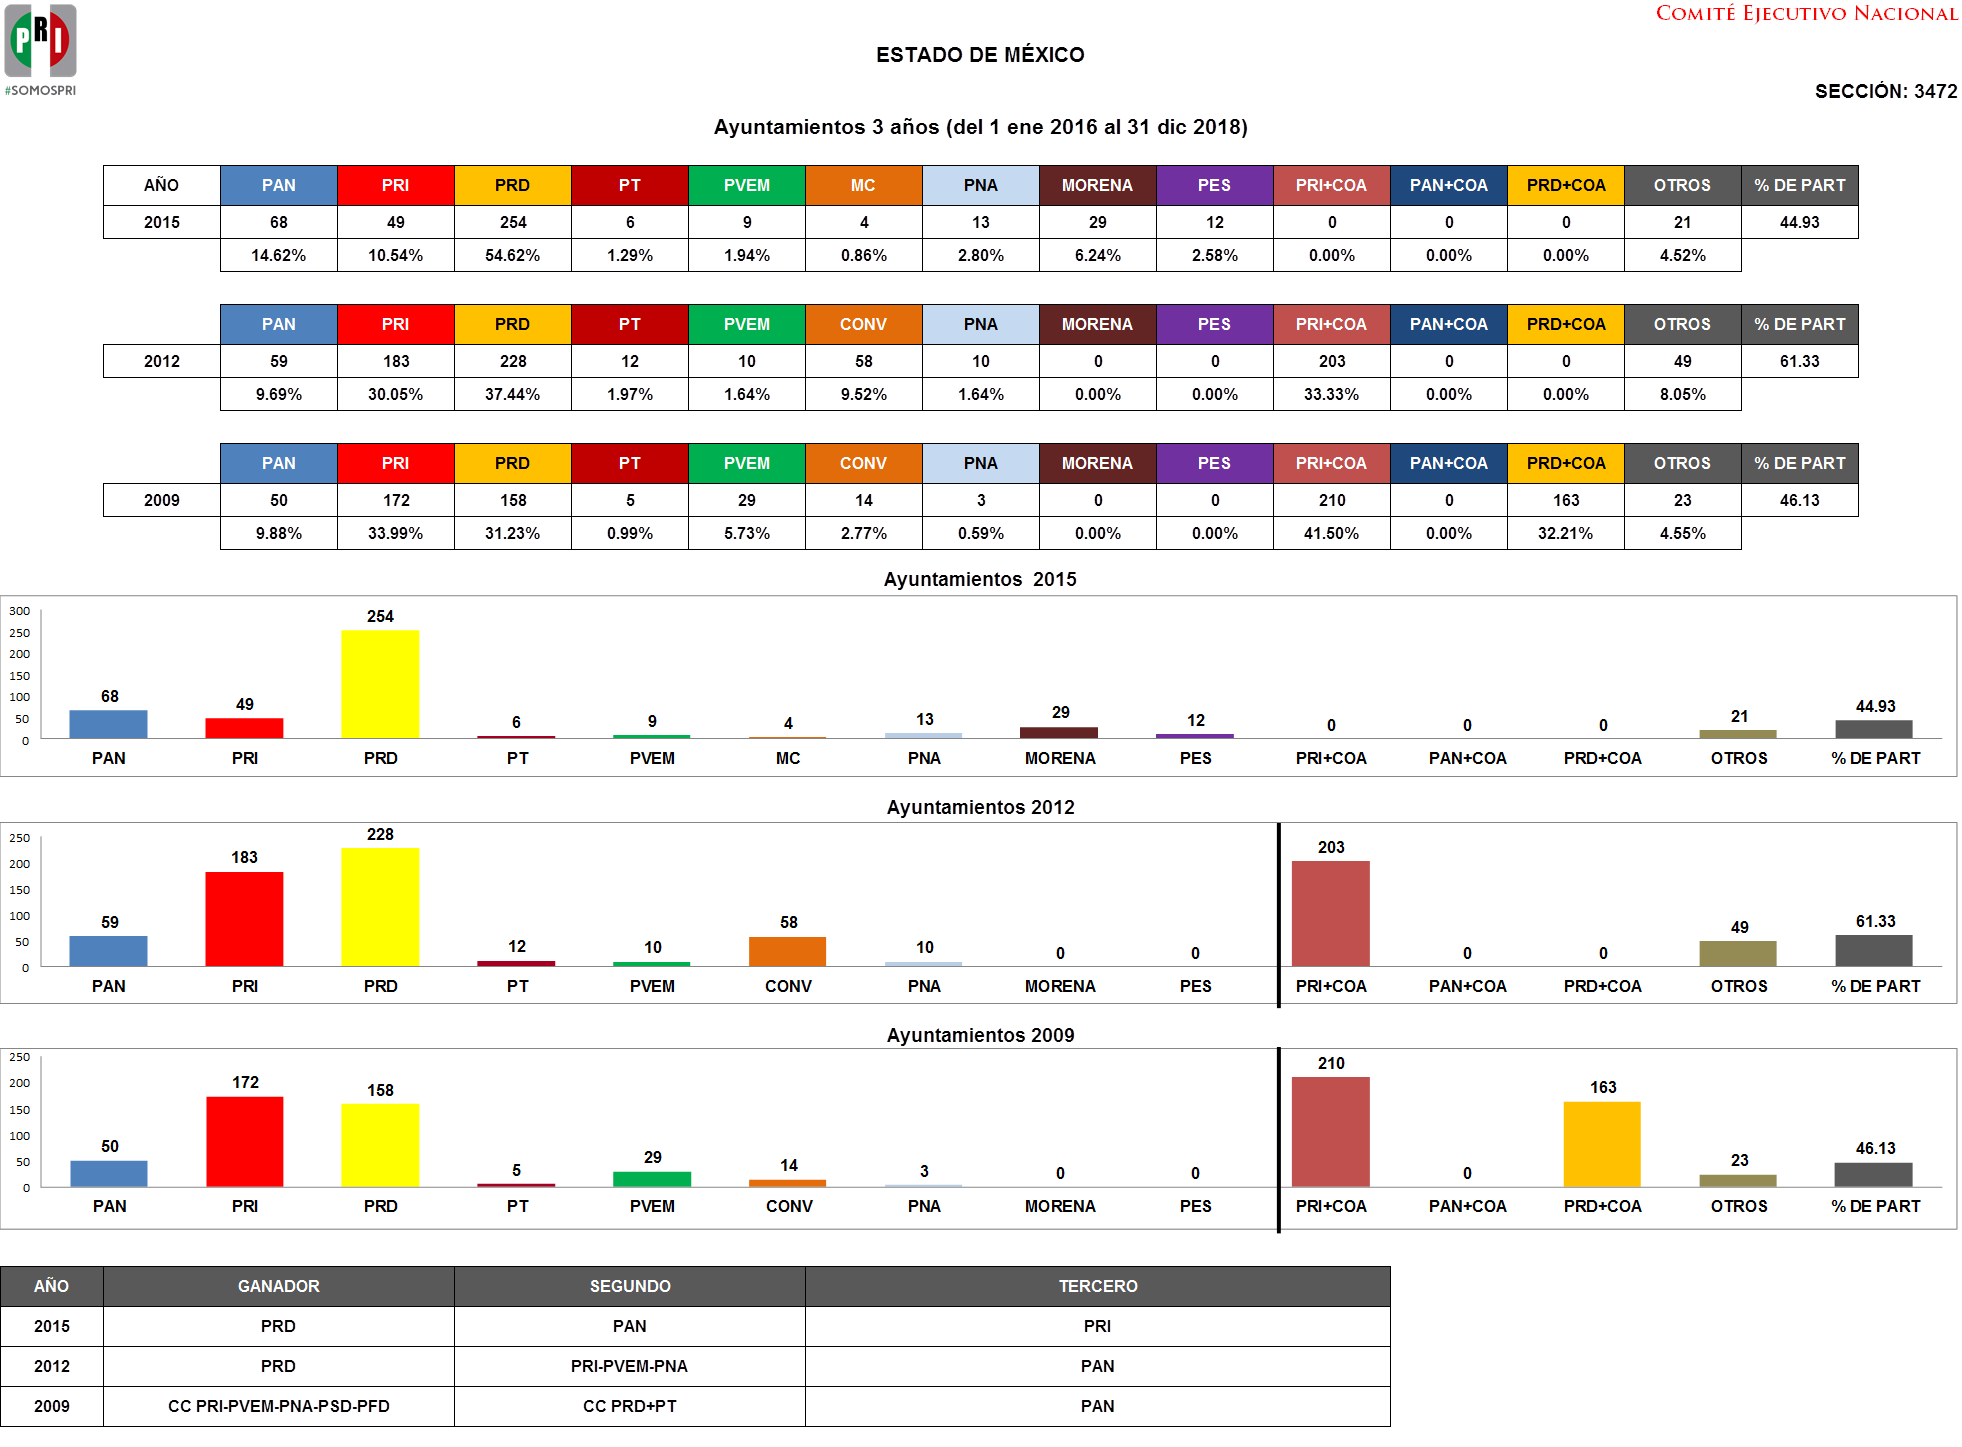 COMITÉ EJECUTIVO NACIONAL
PRI
#SOMOSPRI
ESTADO DE MÉXICO
SECCIÓN: 3472
Ayuntamientos 3 años (del 1 ene 2016 al 31 dic 2018)
AÑO PAN PRI PRD PT PVEM MC PNA MORENA PES PRI+COA PAN+COA PRD+COA OTROS % DE PART
2015 68 49 254 6 9 4 13 29 12 0 0 0 21 44.93
14.62% 10.54% 54.62% 1.29% 1.94% 0.86% 2.80% 6.24% 2.58% 0.00% 0.00% 0.00% 4.52%
PAN PRI PRD PT PVEM CONV PNA MORENA PES PRI+COA PAN+COA PRD+COA OTROS % DE PART
2012 59 183 228 12 10 58 10 0 0 203 0 0 49 61.33
9.69% 30.05% 37.44% 1.97% 1.64% 9.52% 1.64% 0.00% 0.00% 33.33% 0.00% 0.00% 8.05%
PAN PRI PRD PT PVEM CONV PNA MORENA PES PRI+COA PAN+COA PRD+COA OTROS % DE PART
2009 50 172 158 5 29 14 3 0 0 210 0 163 23 46.13
9.88% 33.99% 31.23% 0.99% 5.73% 2.77% 0.59% 0.00% 0.00% 41.50% 0.00% 32.21% 4.55%
Ayuntamientos 2015
300
250
200
150
100
50
0
68 49 254 6 9 4 13 29 12 0 0 0 21 44.93
PAN PRI PRD PT PVEM MC PNA MORENA PES PRI+COA PAN+COA PRD+COA OTROS % DE PART
Ayuntamientos 2012
250
200
150
100
50
0
59 183 228 12 10 58 10 0 0 203 0 0 49 61.33
PAN PRI PRD PT PVEM CONV PNA MORENA PES PRI+COA PAN+COA PRD+COA OTROS % DE PART
Ayuntamientos 2009
250
200
150
100
50
0
50 172 158 5 29 14 3 0 0 210 0 163 23 46.13
PAN PRI PRD PT PVEM CONV PNA MORENA PES PRI+COA PAN+COA PRD+COA OTROS % DE PART
AÑO GANADOR SEGUNDO TERCERO
2015 PRD PAN PRI
2012 PRD PRI-PVEM-PNA PAN
2009 CC PRI-PVEM-PNA-PSD-PFD CC PRD+PT PAN